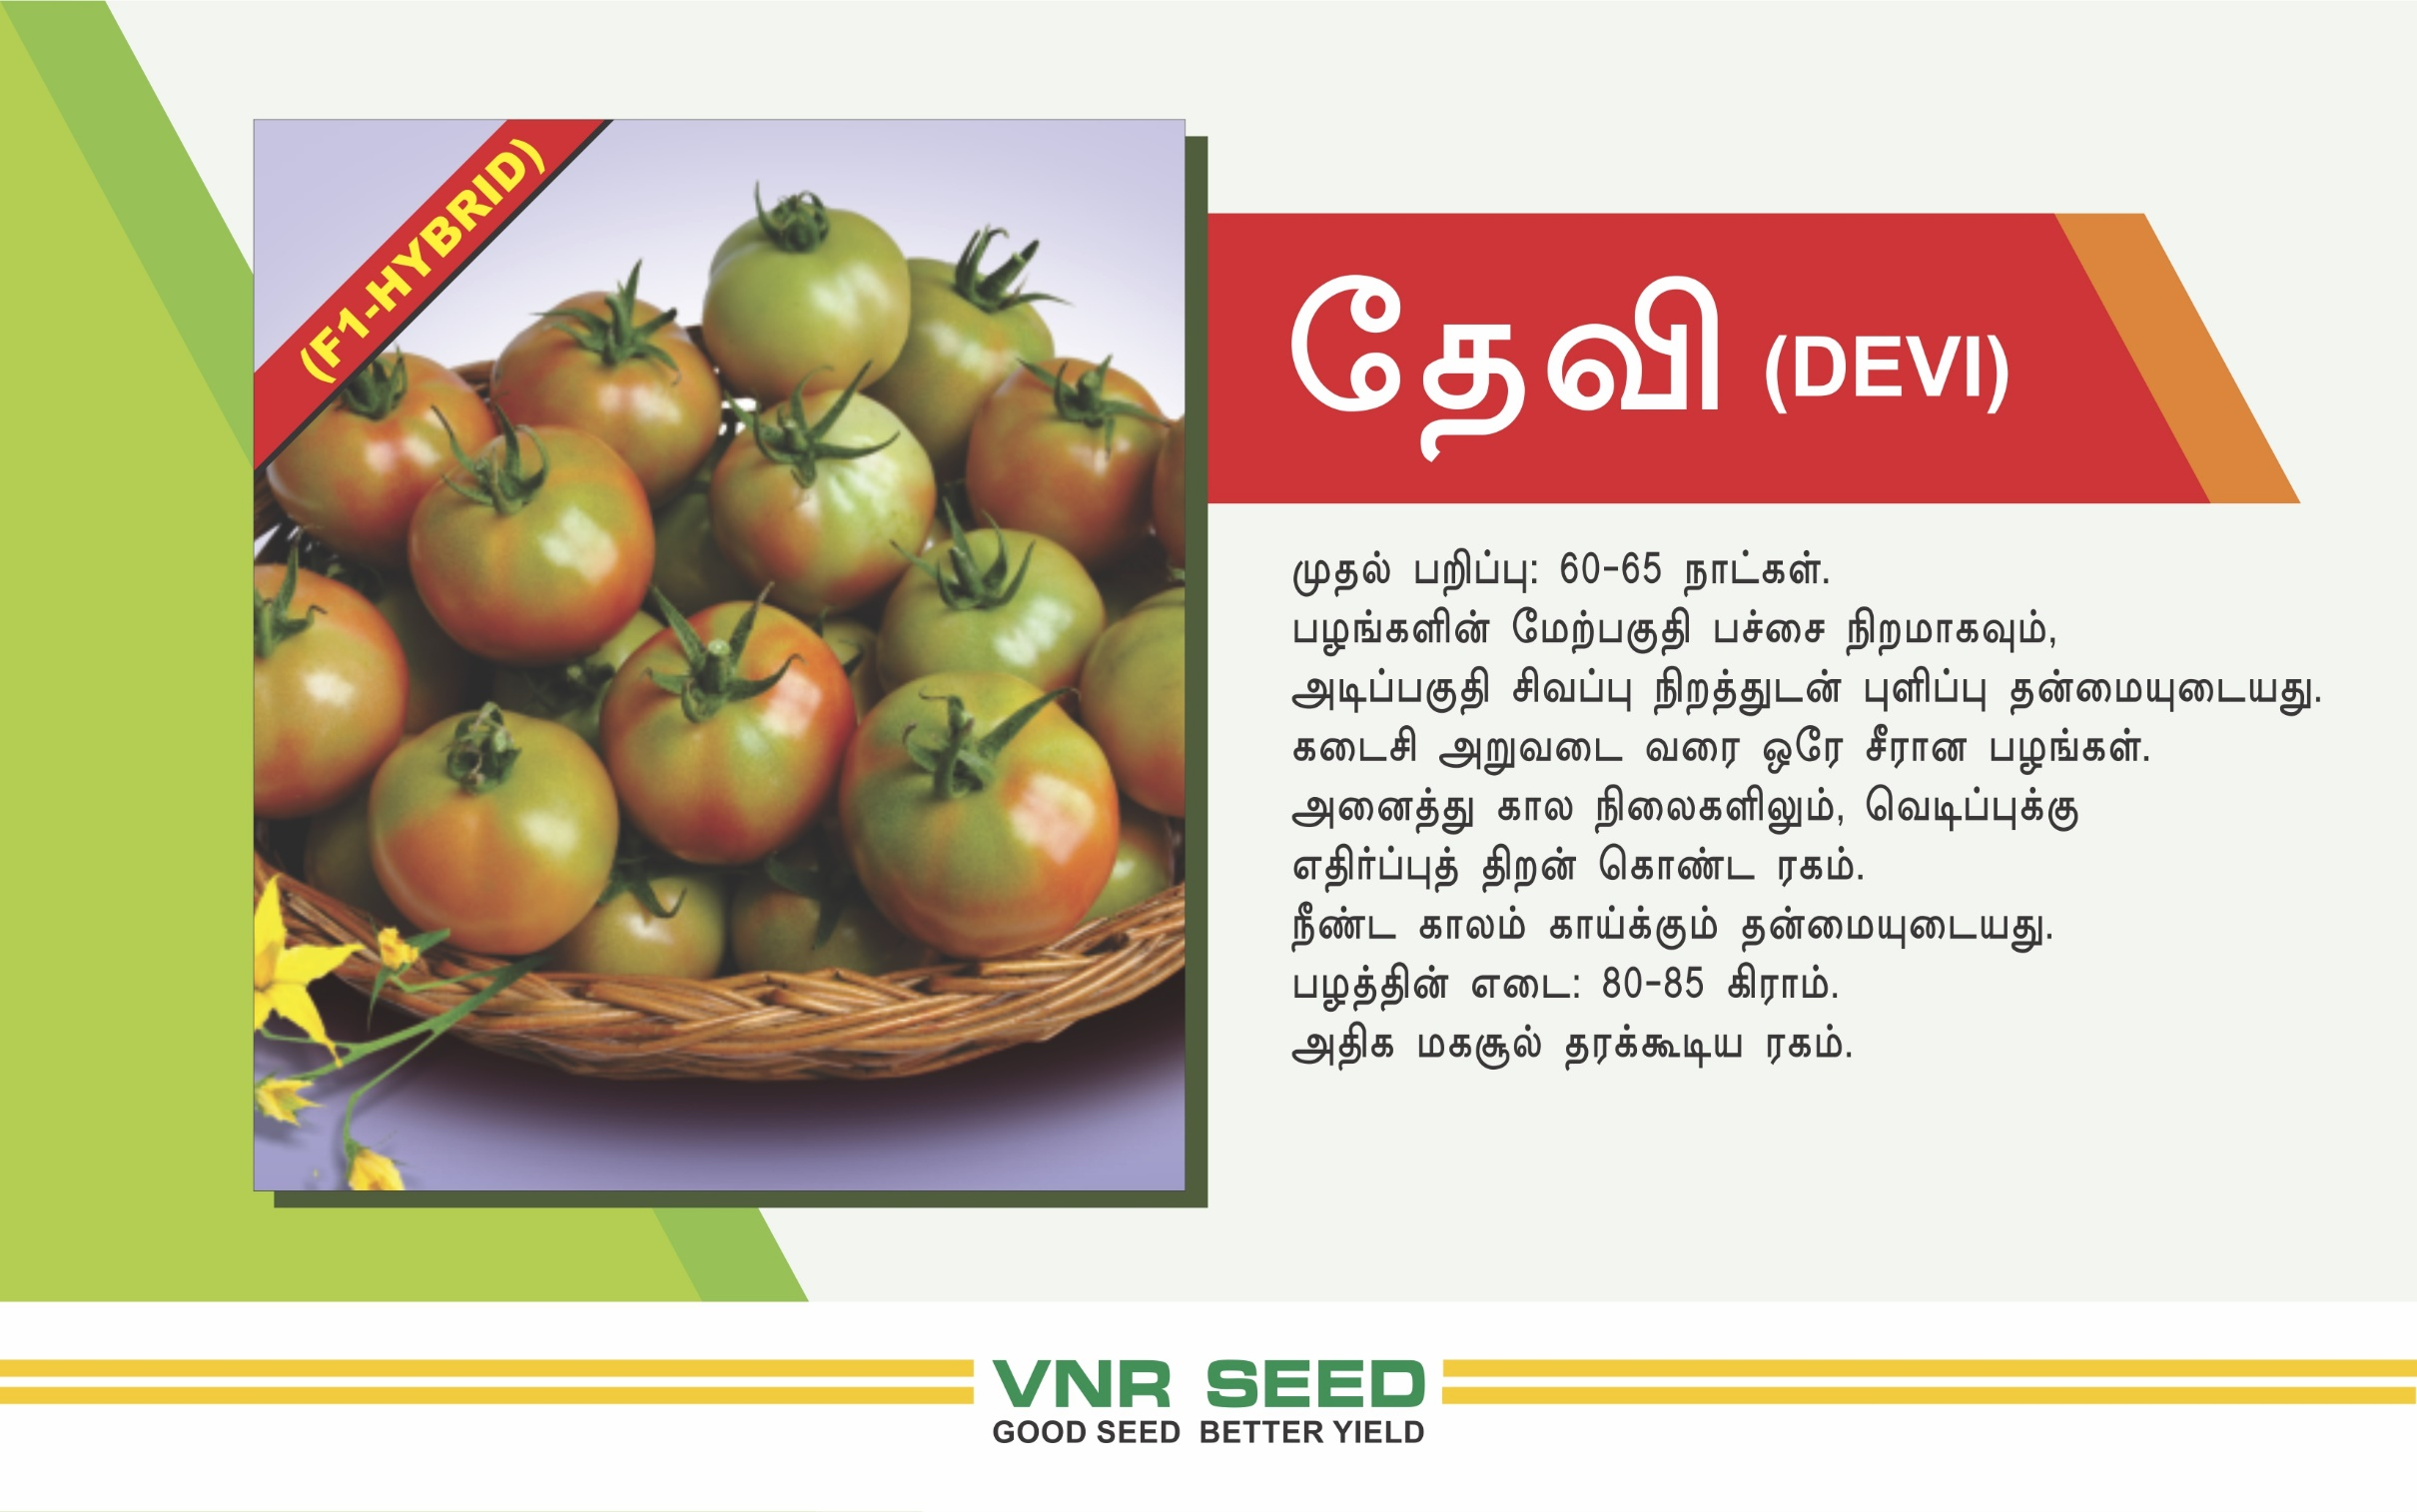 (F1-HYBRID))
தேவி (DEVI)
முதல் பறிப்பு: 60-65 நாட்கள்.
பழங்களின் மேற்பகுதி பச்சை நிறமாகவும்,
அடிப்பகுதி சிவப்பு நிறத்துடன் புளிப்பு தன்மையுடையது.
கடைசி அறுவடை வரை ஒரே சீரான பழங்கள்.
அனைத்து கால நிலைகளிலும், வெடிப்புக்கு
எதிர்ப்புத் திறன் கொண்ட ரகம்.
நீண்ட காலம் காய்க்கும் தன்மையுடையது.
பழத்தின் எடை: 80-85 கிராம்.
அதிக மகசூல் தரக்கூடிய ரகம்.
VNR SEED
GOOD SEED BETTER YIELD